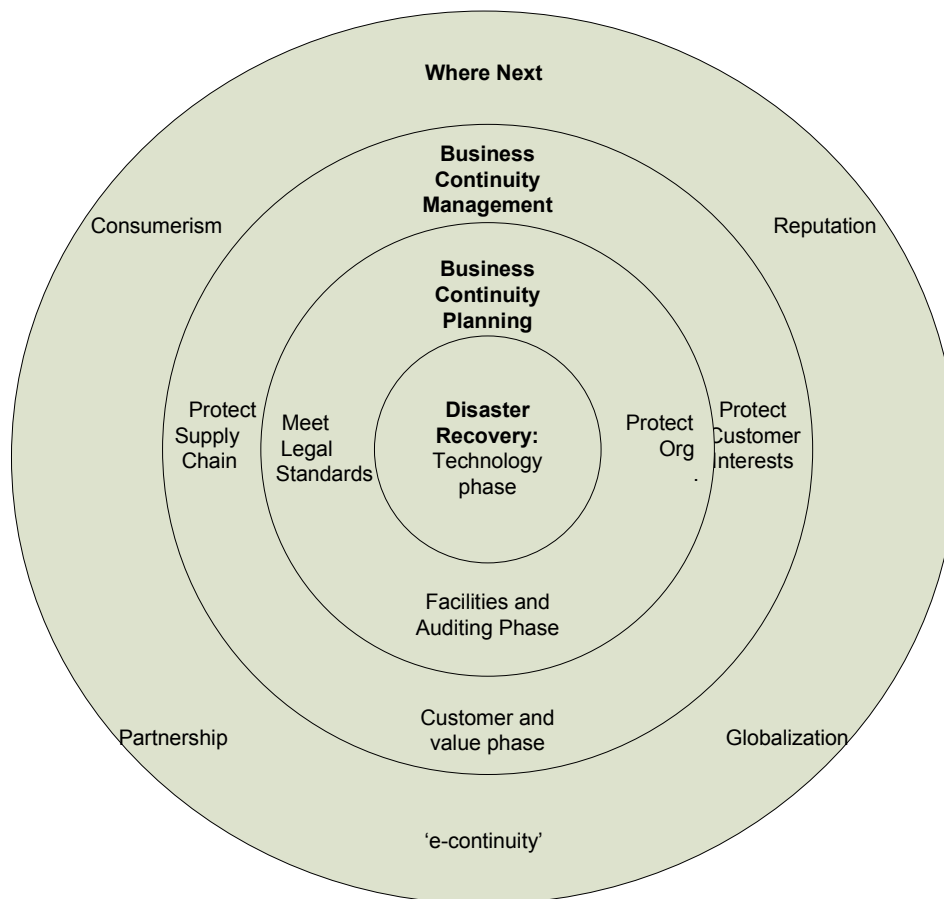 Where Next
Business
Continuity
Management
Consumerism
Reputation
Business
Continuity
Planning
Protect
Supply
Chain
Meet
Legal
Standards
Disaster
Recovery:
Technology
phase
Protect
Org
.
Protect
Customer
Interests
Facilities and
Auditing Phase
Customer and
value phase
Partnership
Globalization
‘e-continuity’